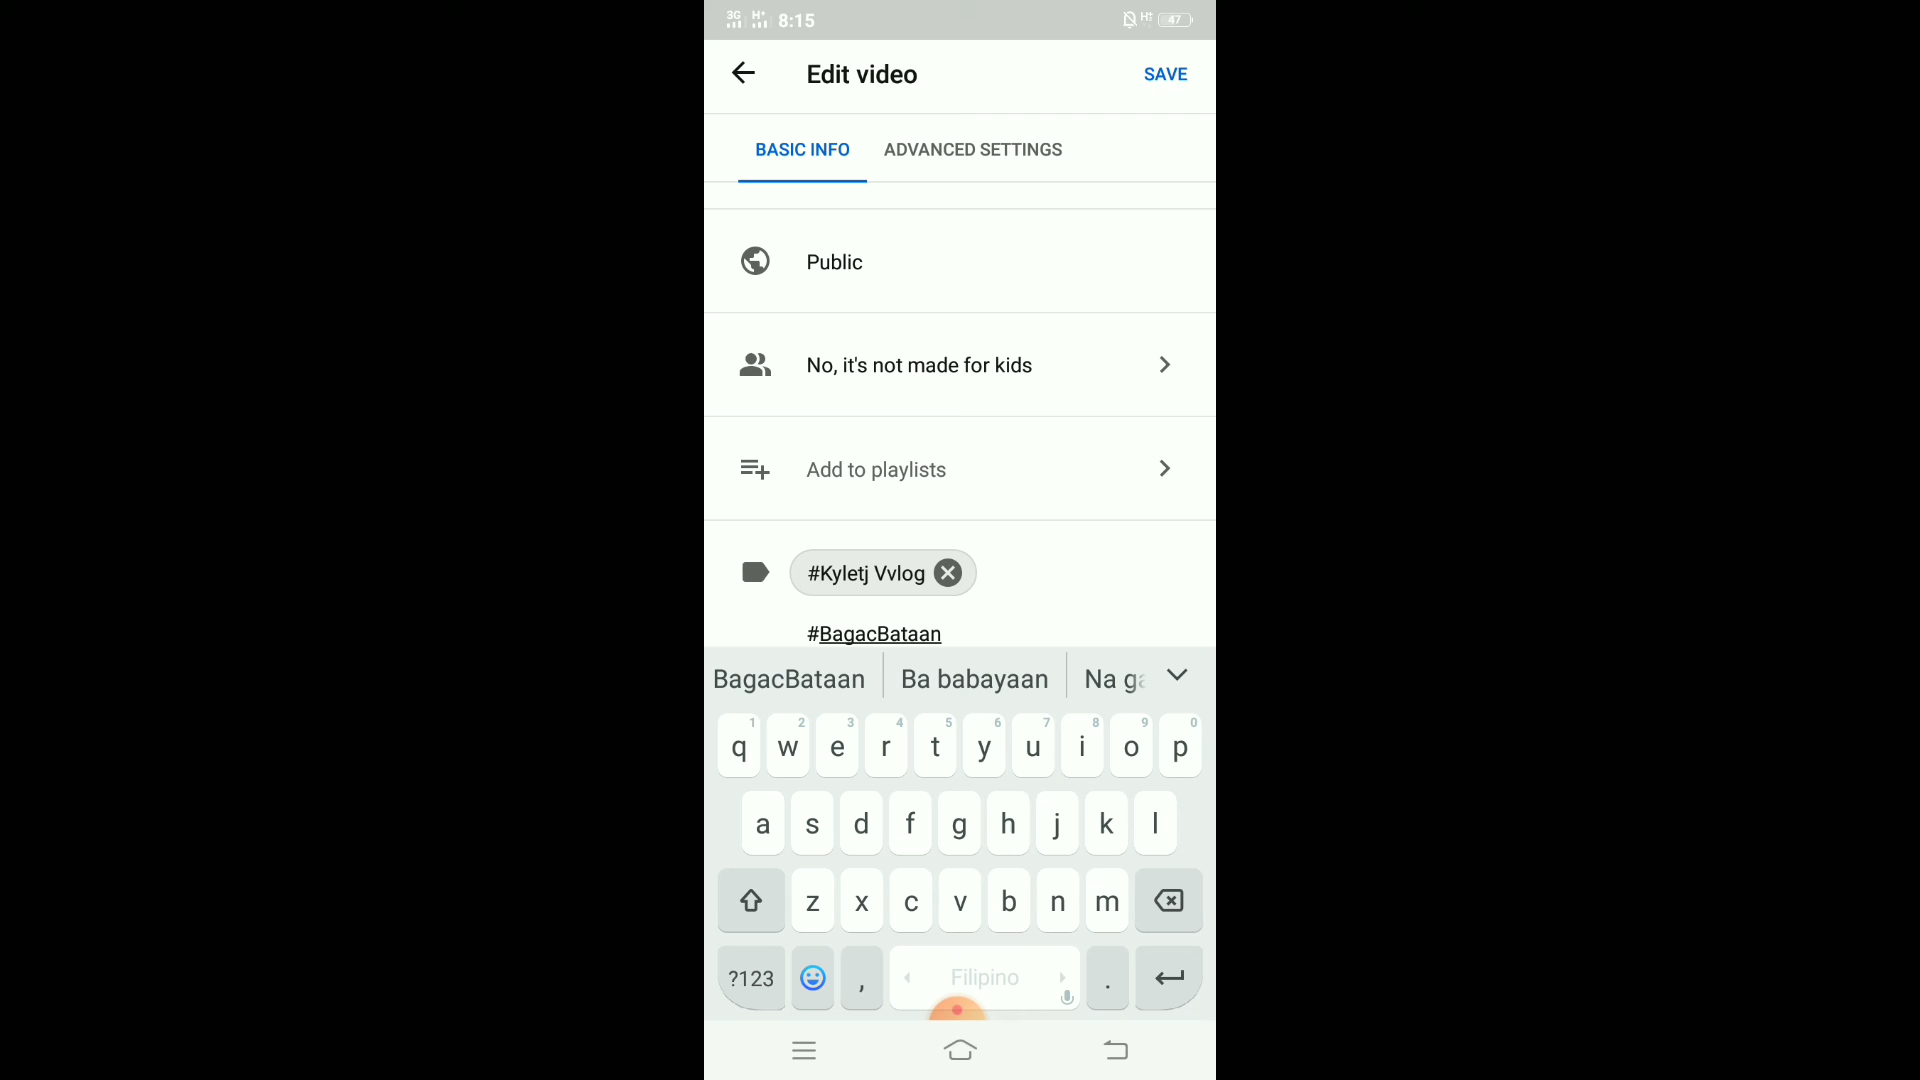 3G H+ 8:15 H+ 47
Edit video SAVE
BASIC INFO ADVANCED SETTINGS
Public
No, it's not made for kids
Add to playlists
#Kyletj Vvlog
#BagacBataan
BagacBataan Ba babayaan Na ga
1 2 3 4 5 6 7 8 9 0
q w e r t y u i o p
a s d f g h j k l
z x c v b n m
?123 , Filipino .